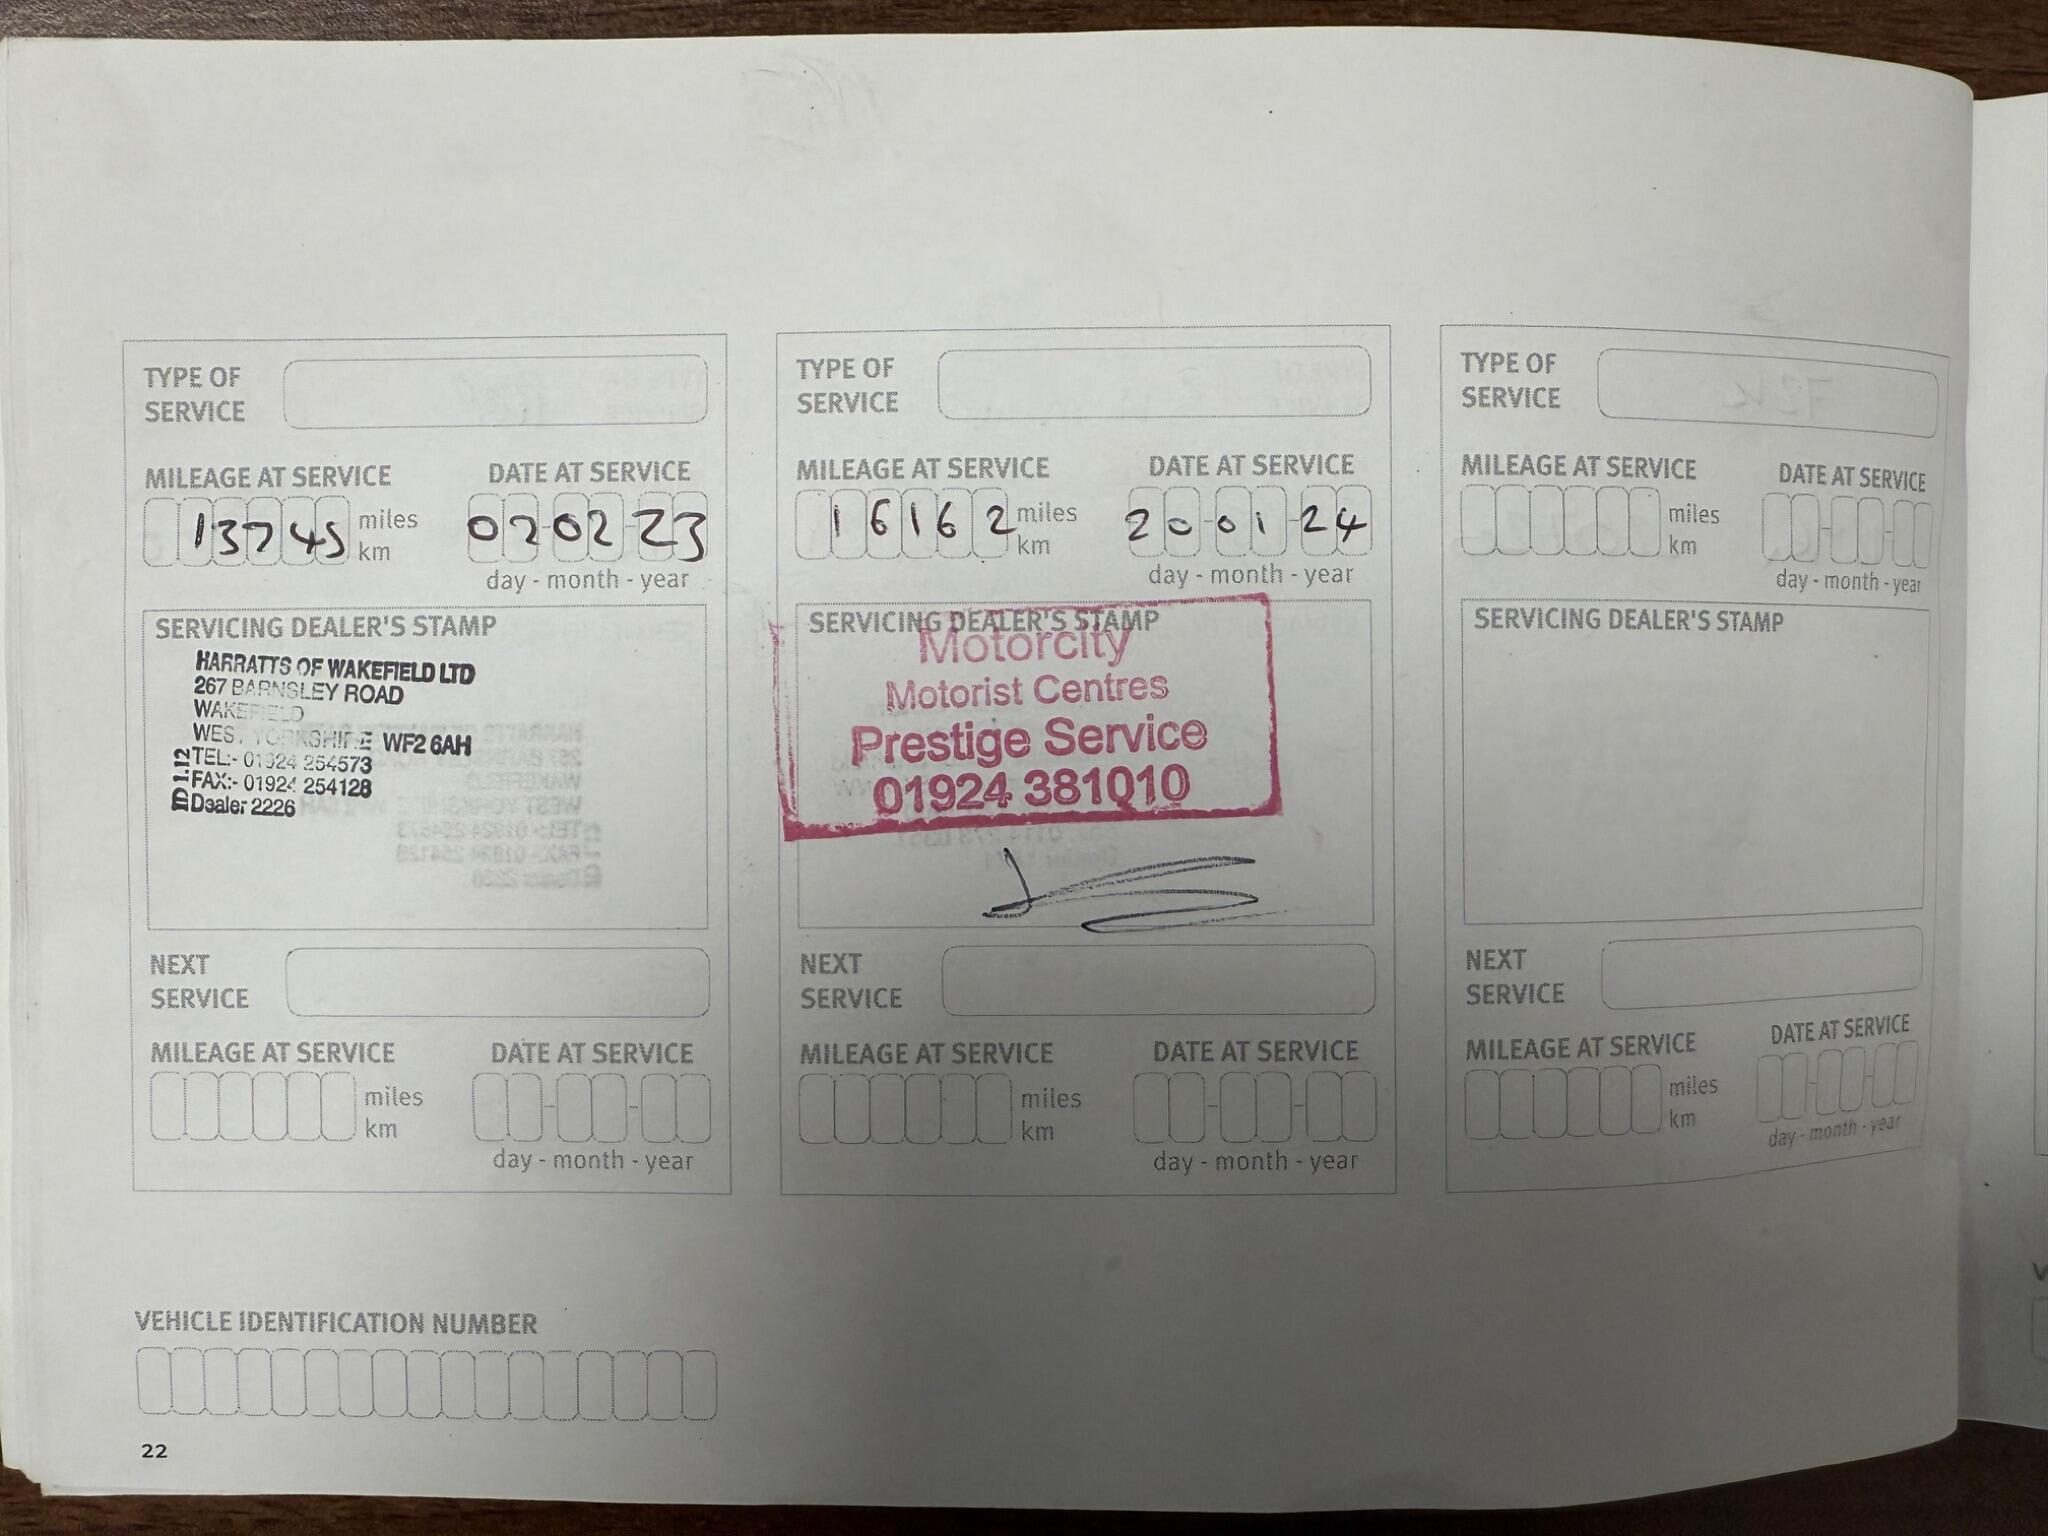 TYPE OF
SERVICE
MILEAGE AT SERVICE
13745 miles
km
DATE AT SERVICE
07-02-23
day - month - year
SERVICING DEALER'S STAMP
HARRATTS OF WAKEFIELD LTD
267 BARNSLEY ROAD
WAKEFIELD
WEST YORKSHIRE WF2 6AH
TEL:- 01924 254573
FAX:- 01924 254128
Dealer 2226
ID 1.12
NEXT
SERVICE
MILEAGE AT SERVICE
miles
km
DATE AT SERVICE
day - month - year
TYPE OF
SERVICE
MILEAGE AT SERVICE
16162 miles
km
DATE AT SERVICE
20-01-24
day - month - year
SERVICING DEALER'S STAMP
Motorcity
Motorist Centres
Prestige Service
01924 381010
NEXT
SERVICE
MILEAGE AT SERVICE
miles
km
DATE AT SERVICE
day - month - year
TYPE OF
SERVICE
MILEAGE AT SERVICE
miles
km
DATE AT SERVICE
day - month - year
SERVICING DEALER'S STAMP
NEXT
SERVICE
MILEAGE AT SERVICE
miles
km
DATE AT SERVICE
day - month - year
VEHICLE IDENTIFICATION NUMBER
22